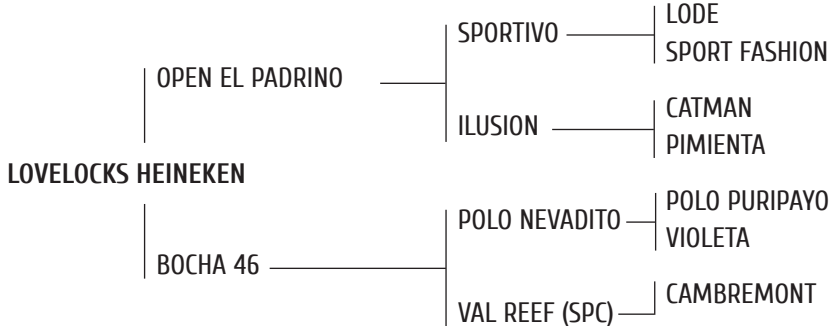 LODE
SPORTIVO
SPORT FASHION
OPEN EL PADRINO
CATMAN
ILUSION
PIMIENTA
LOVELOCKS HEINEKEN
POLO PURIPAYO
POLO NEVADITO
VIOLETA
BOCHA 46
CAMBREMONT
VAL REEF (SPC)